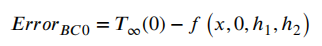 Error_{BC0} = T_∞(0) − f (x,0,h_1,h_2)